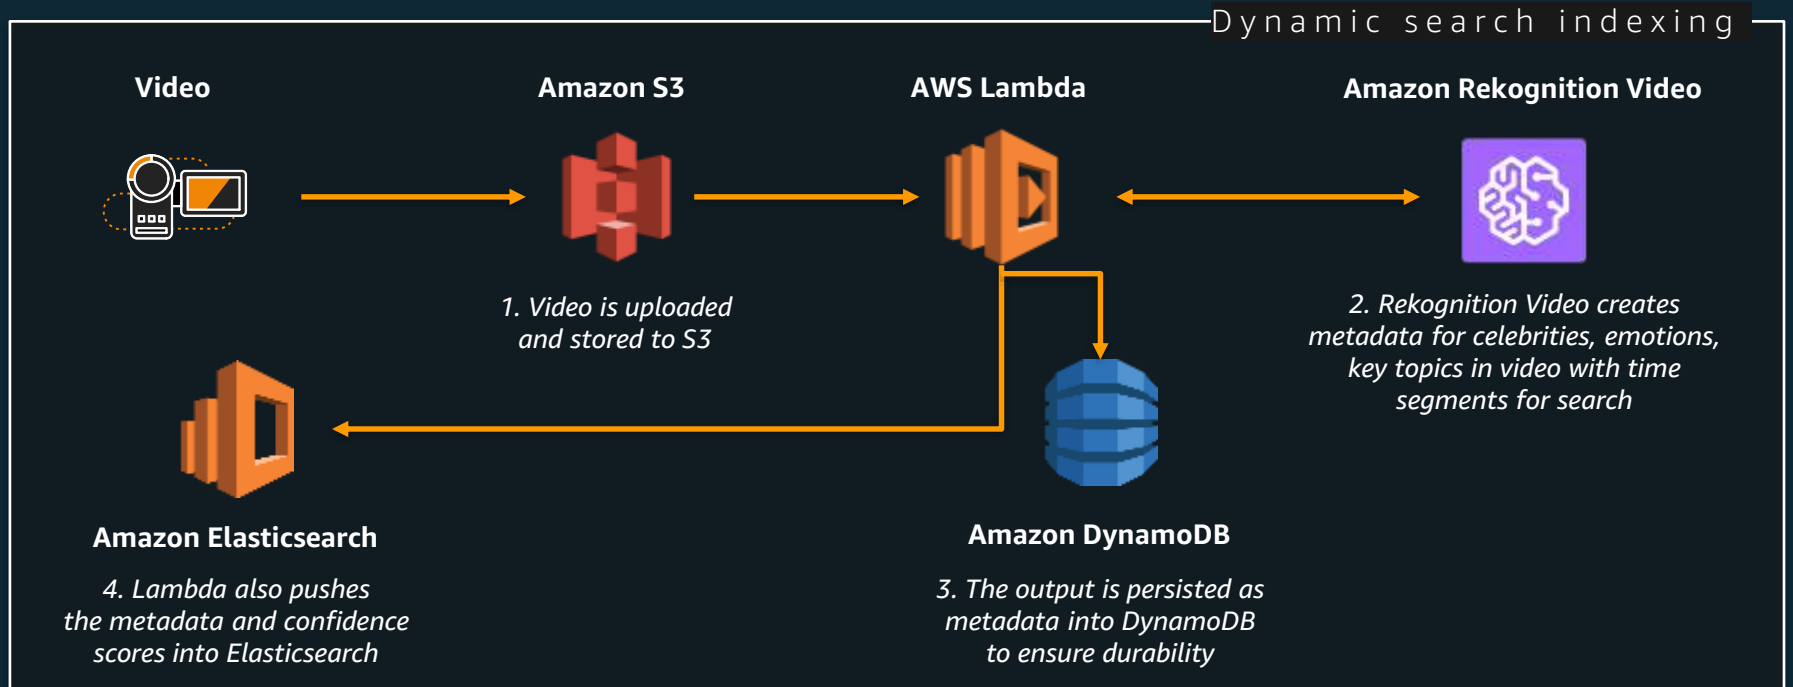 Dynamic search indexing
Video
Amazon S3
AWS Lambda
Amazon Rekognition Video
1. Video is uploaded
and stored to S3
2. Rekognition Video creates
metadata for celebrities, emotions,
key topics in video with time
segments for search
Amazon Elasticsearch
4. Lambda also pushes
the metadata and confidence
scores into Elasticsearch
Amazon DynamoDB
3. The output is persisted as
metadata into DynamoDB
to ensure durability